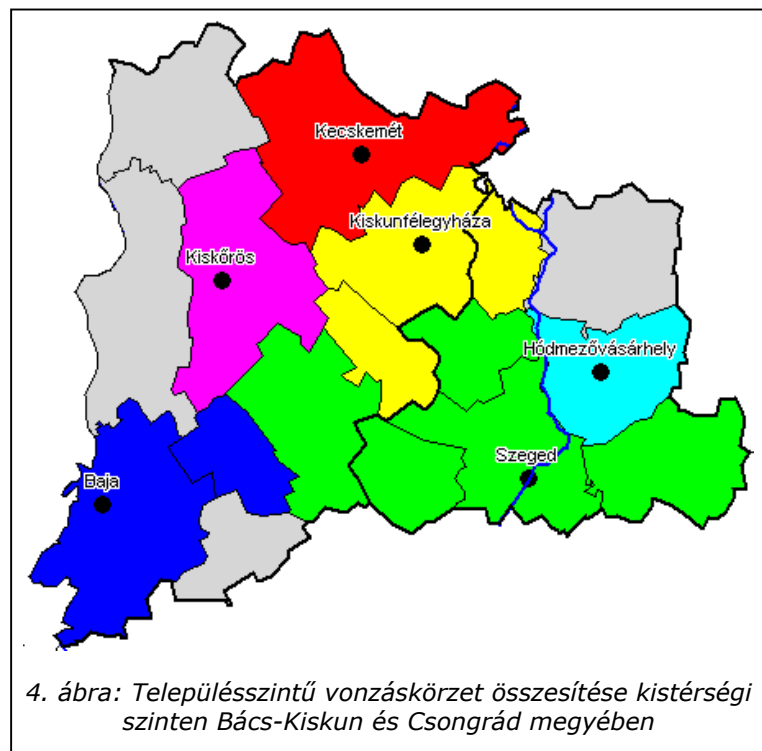 Kecskemét
Kiskunfélegyháza
Kiskőrös
Hódmezővásárhely
Szeged
Baja
4. ábra: Településszintű vonzáskörzet összesítése kistérségi
szinten Bács-Kiskun és Csongrád megyében